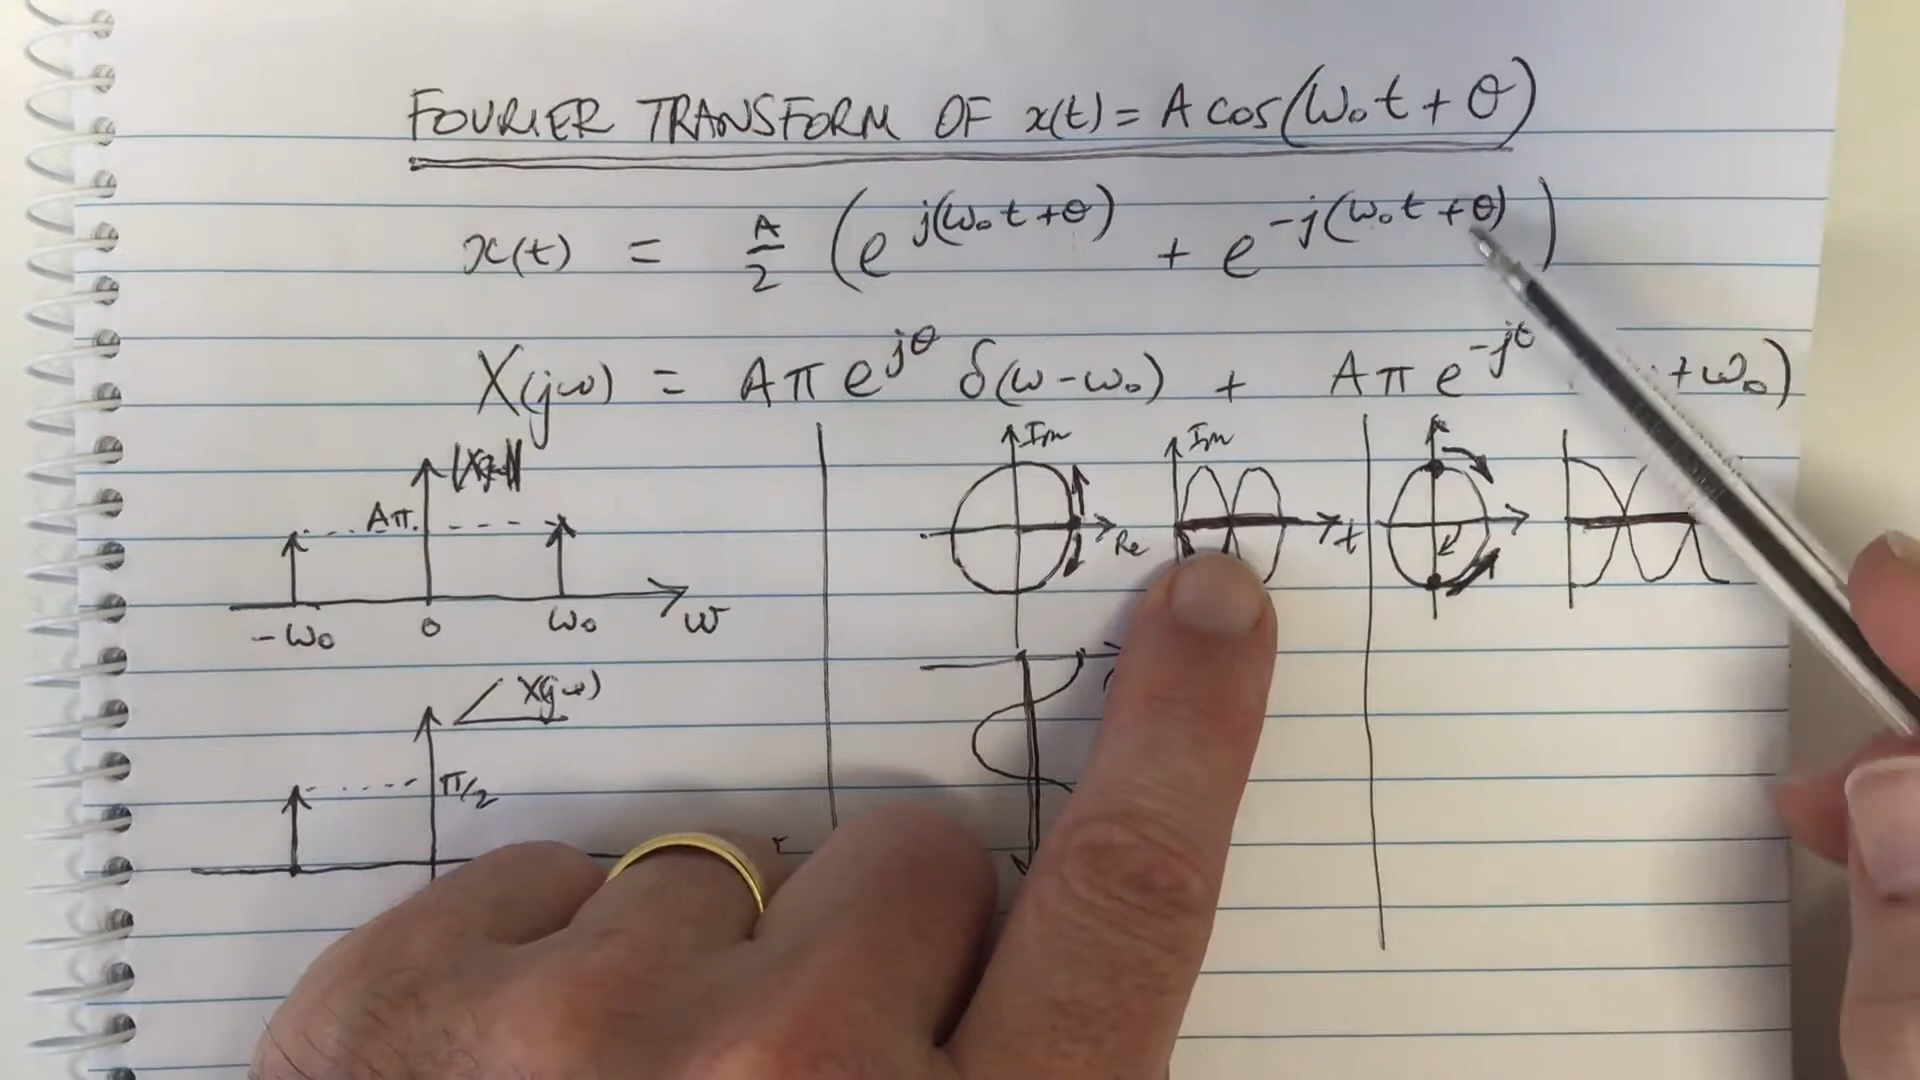 FOURIER TRANSFORM OF x(t) = A cos(ω₀t + θ)
x(t) = A/2 (e^j(ω₀t + θ) + e^-j(ω₀t + θ))
X(jω) = Aπ e^jθ δ(ω - ω₀) + Aπ e^-j +ω₀)
Im Im
Aπ
Re t
-ω₀ 0 ω₀ ω
∠X(jω)
π/2